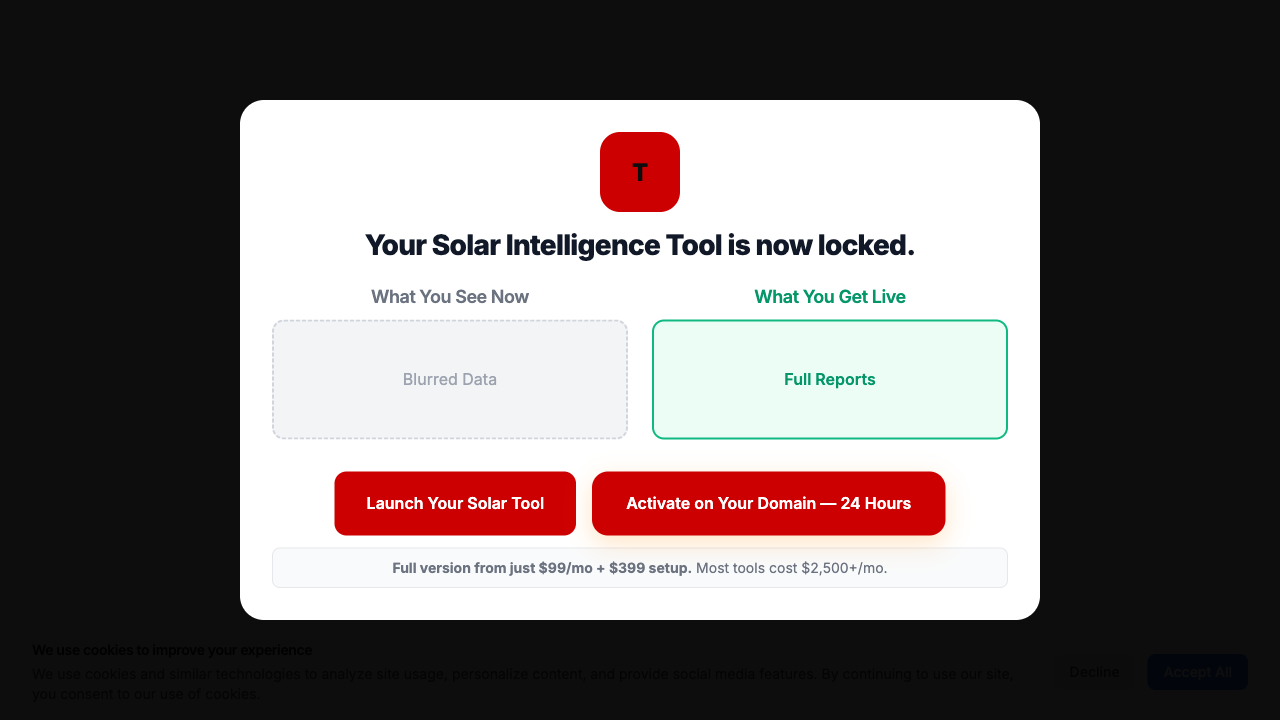 T
Your Solar Intelligence Tool is now locked.
What You See Now
What You Get Live
Blurred Data
Full Reports
Launch Your Solar Tool
Activate on Your Domain — 24 Hours
Full version from just $99/mo + $399 setup. Most tools cost $2,500+/mo.
We use cookies to improve your experience
We use cookies and similar technologies to analyze site usage, personalize content, and provide social media features. By continuing to use our site,
you consent to our use of cookies.
Decline
Accept All